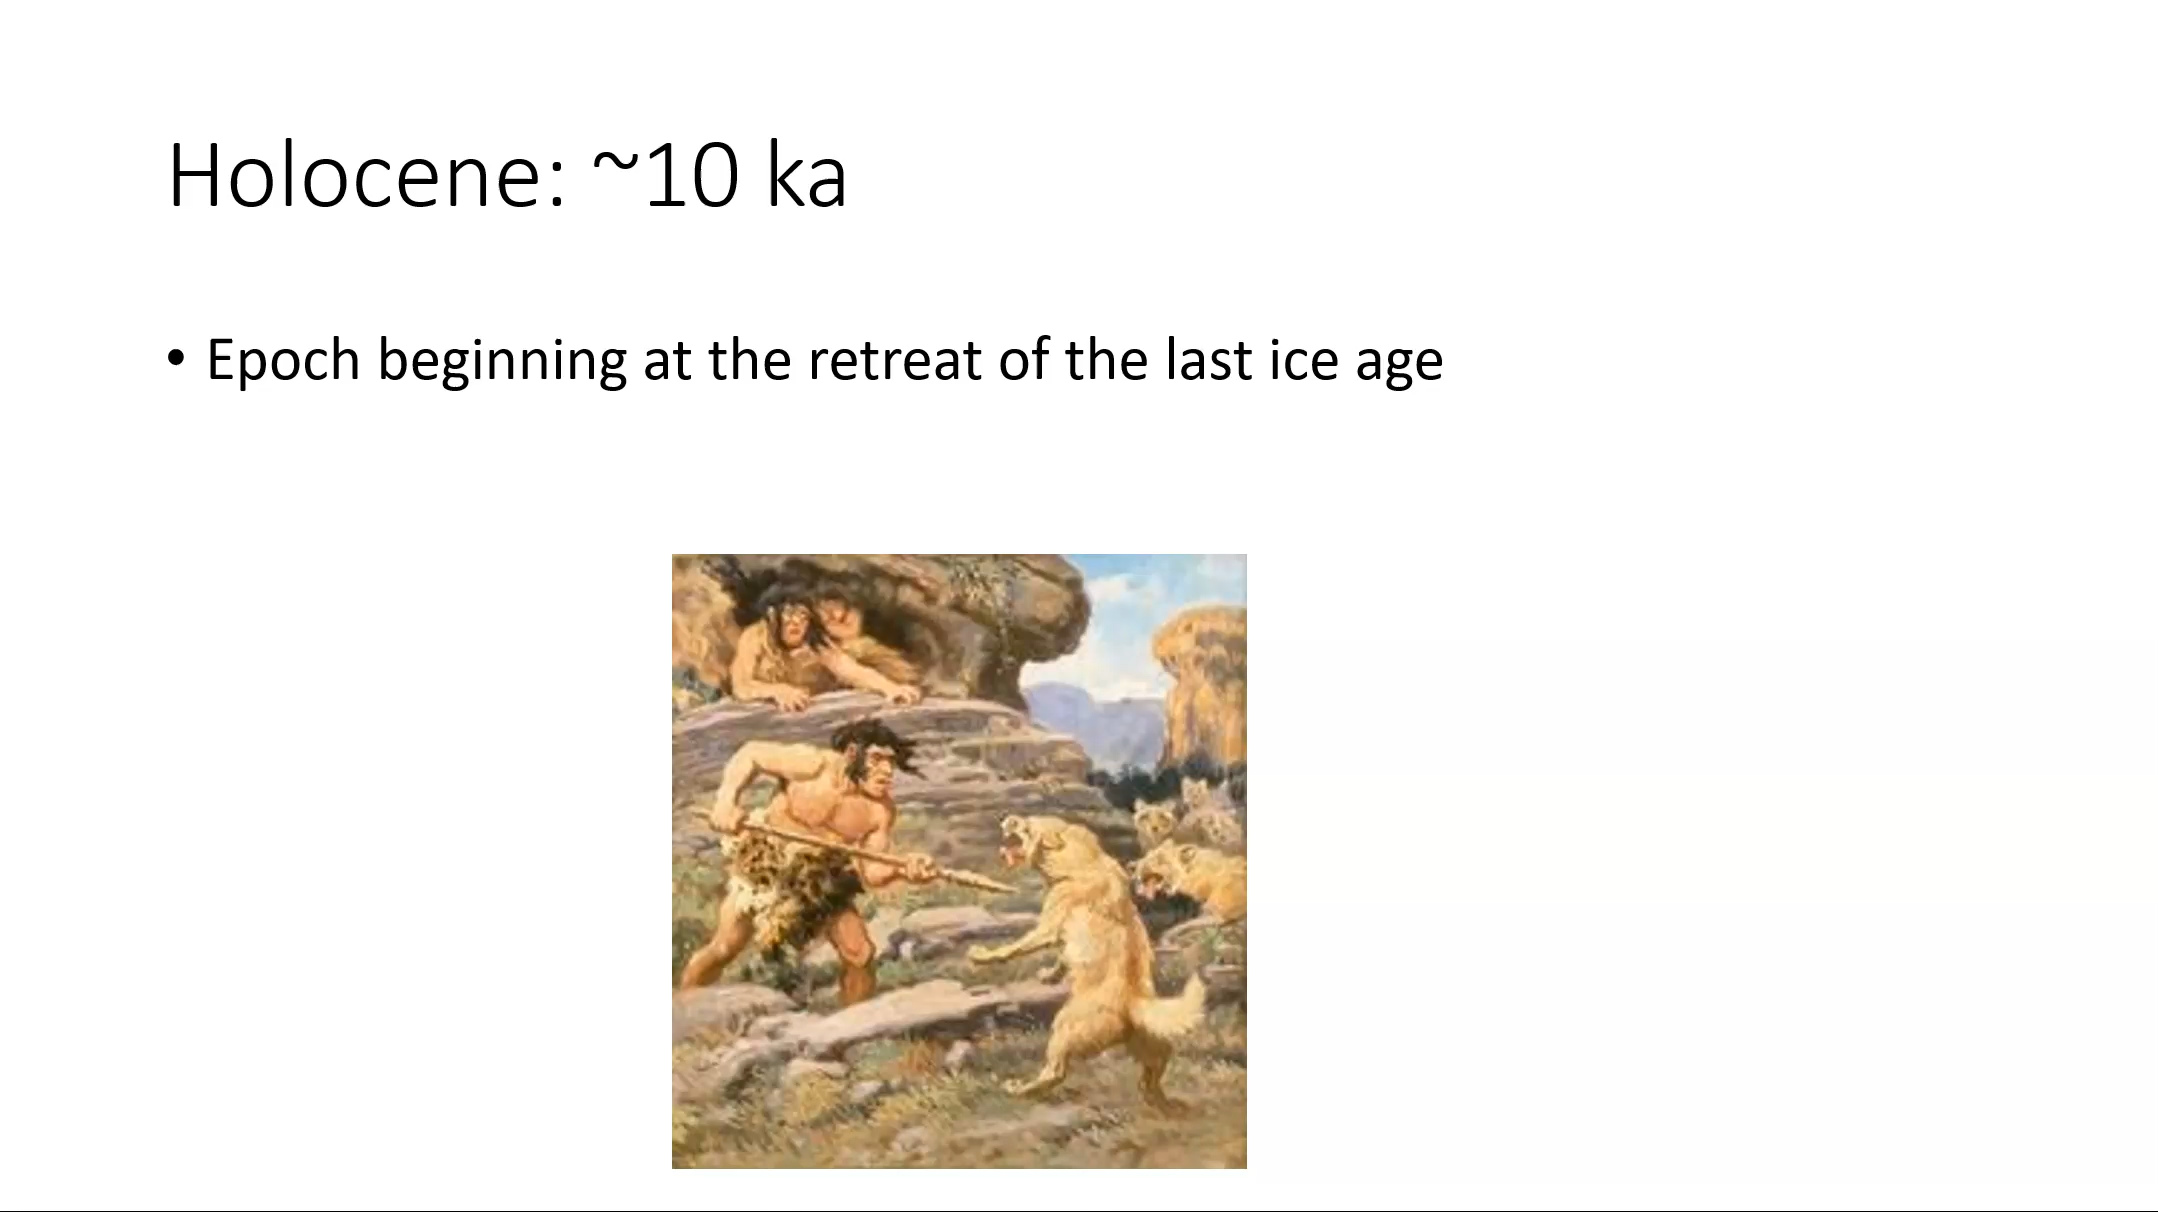 Holocene: ~10 ka
• Epoch beginning at the retreat of the last ice age